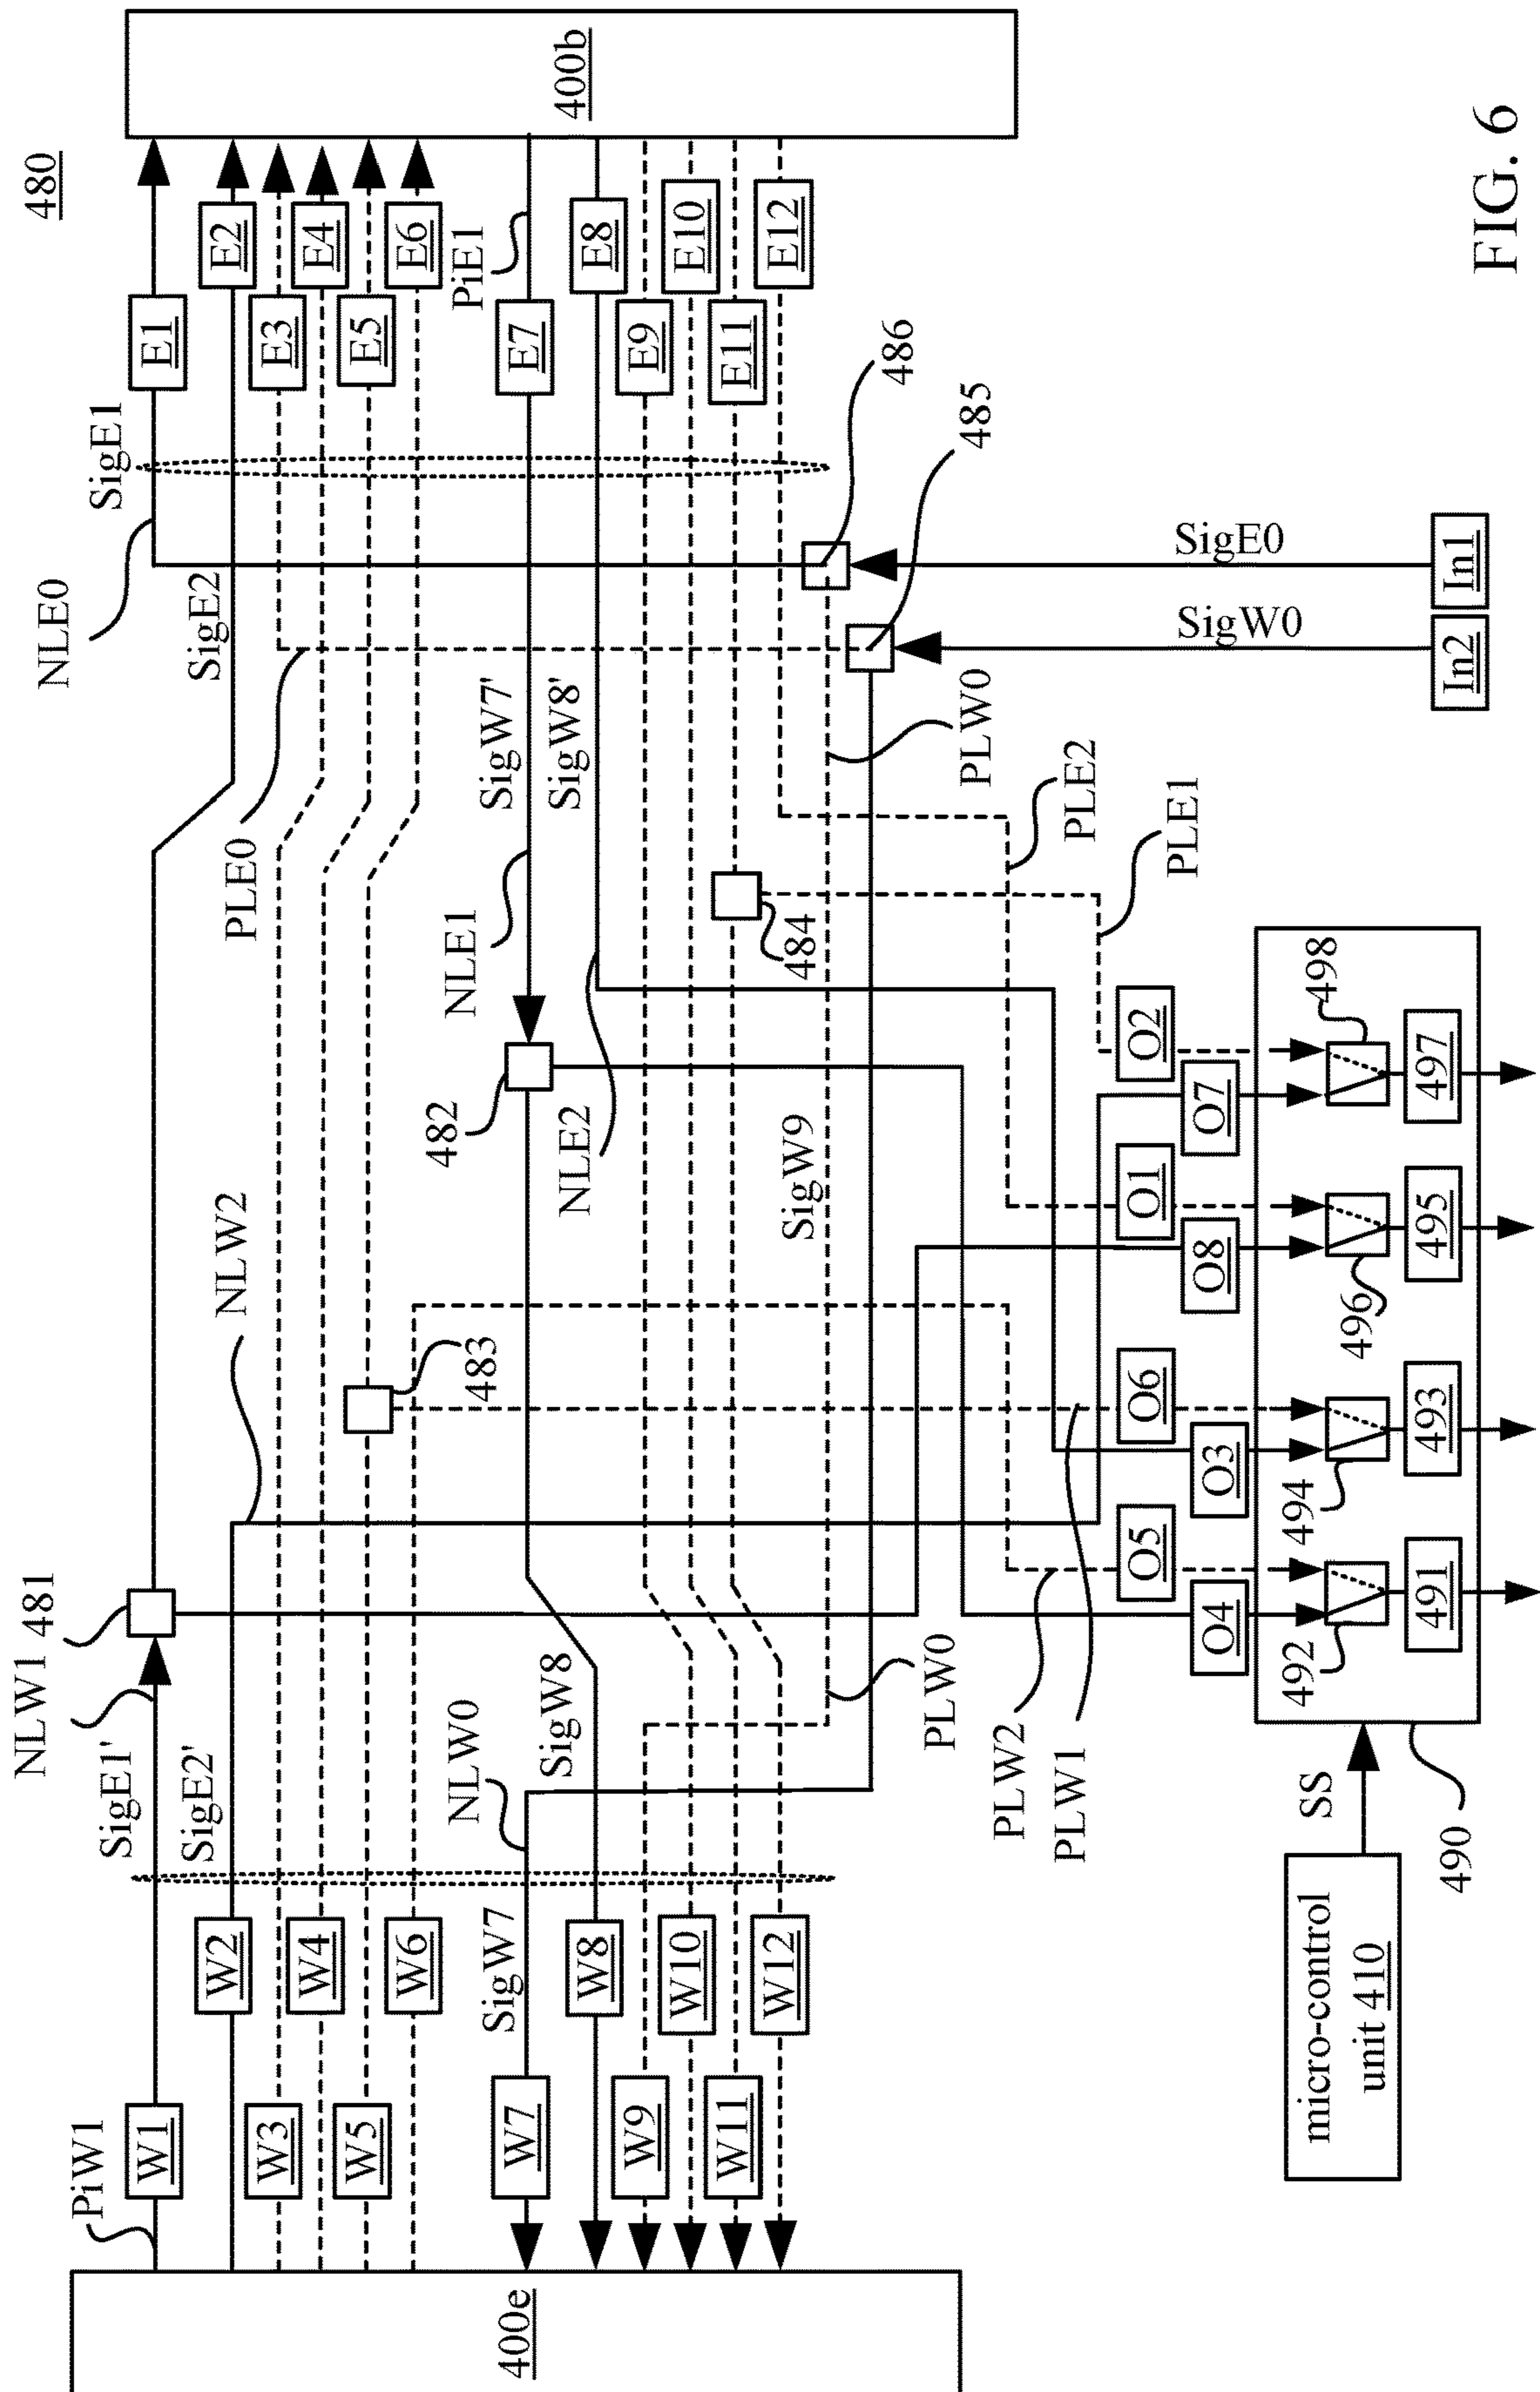 480
400b
E1
E2
E3
E4
E5
E6
PiE1
E7
E8
E9
E10
E11
E12
SigE1
NLE0
SigE2
486
485
SigE0
In1
SigW0
In2
SigW7'
SigW8'
PLW0
PLE0
PLE2
PLE1
NLE1
484
482
NLE2
SigW9
NLW2
483
O2
O7
O1
O8
O6
O3
O5
O4
498
497
495
496
493
494
491
492
NLW1
481
SigE1'
SigE2'
NLW0
SigW8
PLW0
PLW2
PLW1
SS
490
micro-control
unit 410
PiW1
W1
W2
W3
W4
W5
W6
SigW7
W7
W8
W9
W10
W11
W12
400e
FIG. 6